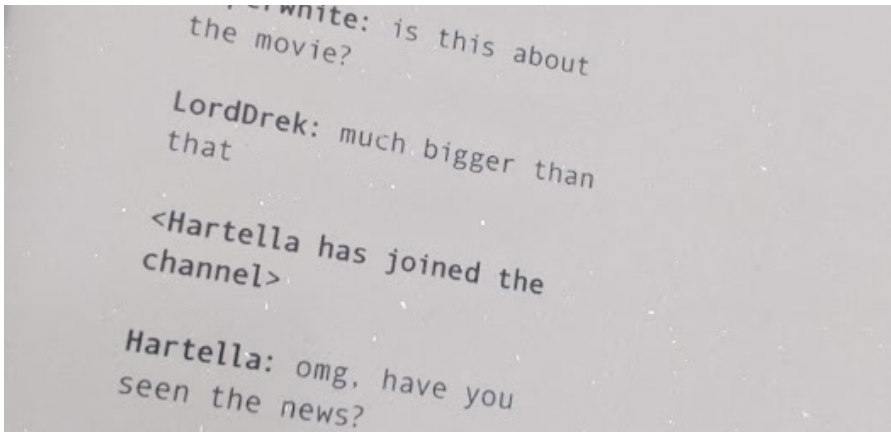 is this about
the movie?
LordDrek: much bigger than
that
<Hartella has joined the
channel>
Hartella: omg, have you
seen the news?